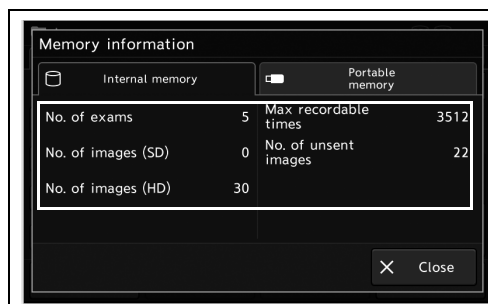 Memory information
Internal memory
Portable
memory
No. of exams 5
Max recordable
times 3512
No. of images (SD) 0
No. of unsent
images 22
No. of images (HD) 30
Close